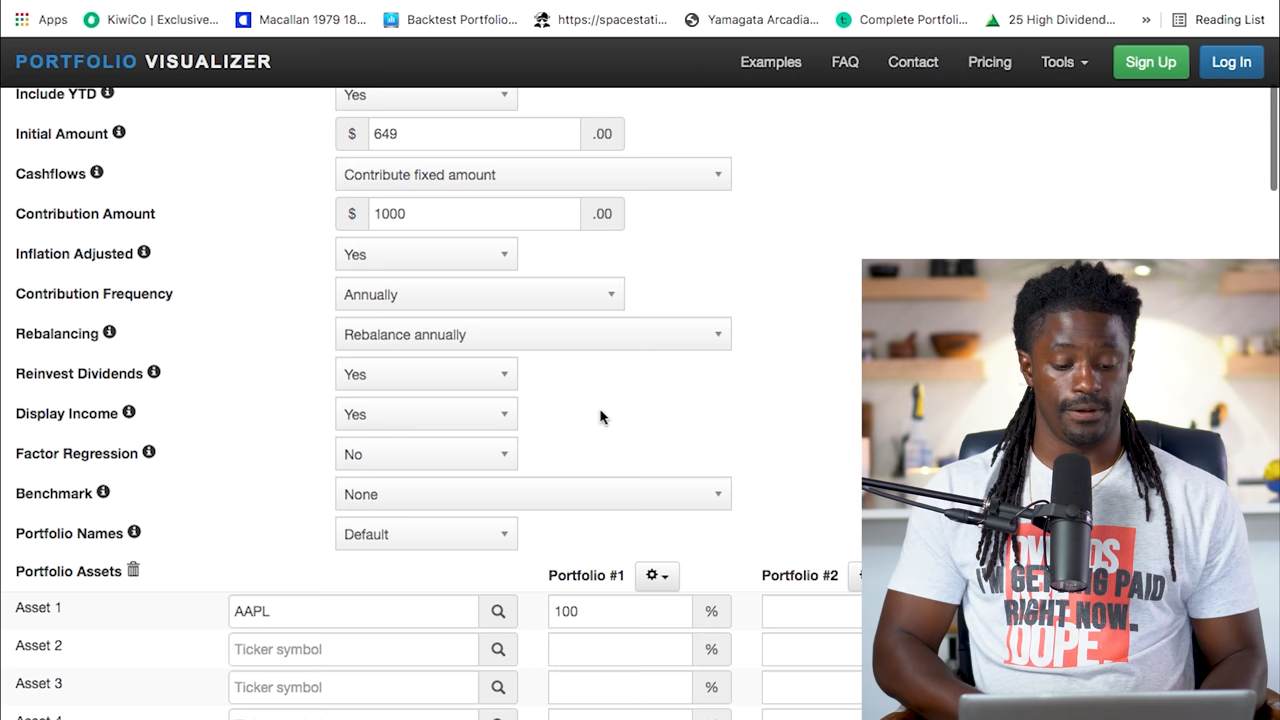 Apps KiwiCo | Exclusive... Macallan 1979 18... Backtest Portfolio... https://spacestati... Yamagata Arcadia... Complete Portfoli... 25 High Dividend... » Reading List
PORTFOLIO VISUALIZER Examples FAQ Contact Pricing Tools Sign Up Log In
Include YTD Yes
Initial Amount $ 649 .00
Cashflows Contribute fixed amount
Contribution Amount $ 1000 .00
Inflation Adjusted Yes
Contribution Frequency Annually
Rebalancing Rebalance annually
Reinvest Dividends Yes
Display Income Yes
Factor Regression No
Benchmark None
Portfolio Names Default
Portfolio Assets Portfolio #1 Portfolio #2
Asset 1 AAPL 100 %
Asset 2 Ticker symbol %
Asset 3 Ticker symbol %
I'M GETTING PAID
RIGHT NOW...
DOPE.